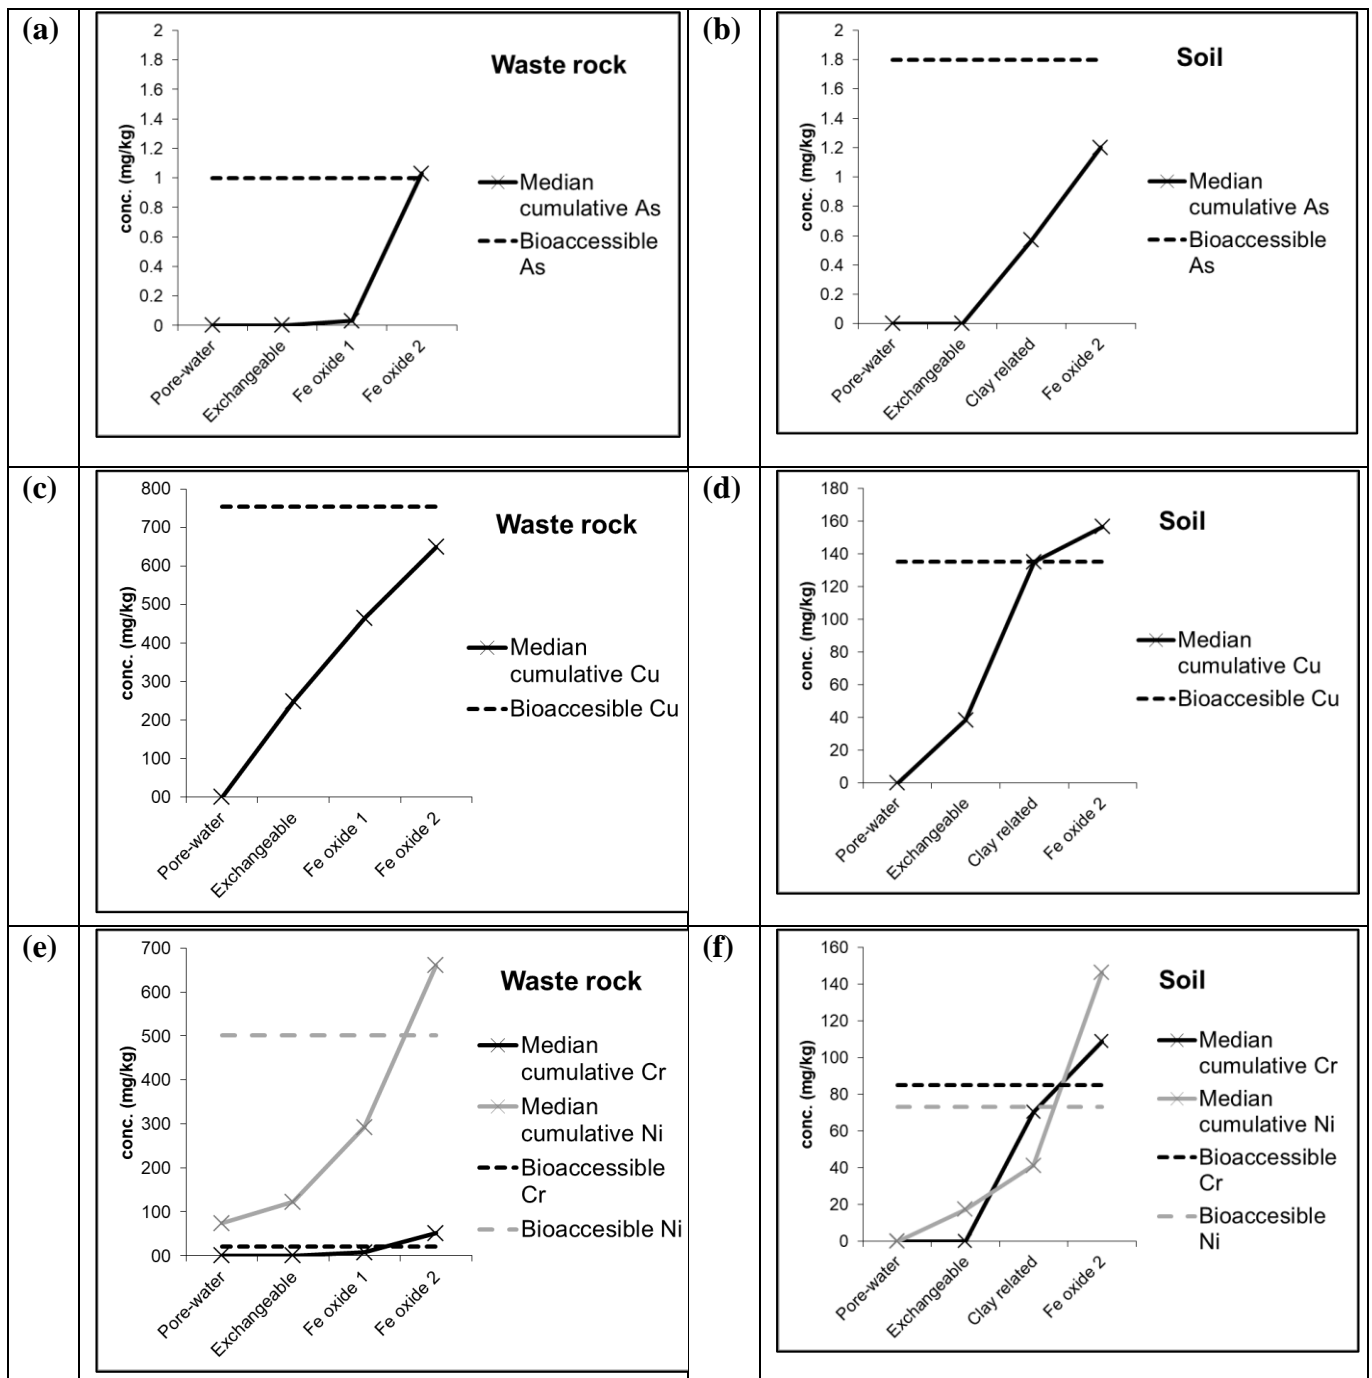 (a)
2
1.8
1.6
1.4
1.2
1
0.8
0.6
0.4
0.2
0
conc. (mg/kg)
Waste rock
Median
cumulative As
Bioaccessible
As
Pore-water
Exchangeable
Fe oxide 1
Fe oxide 2
(b)
2
1.8
1.6
1.4
1.2
1
0.8
0.6
0.4
0.2
0
conc. (mg/kg)
Soil
Median
cumulative As
Bioaccessible
As
Pore-water
Exchangeable
Clay related
Fe oxide 2
(c)
800
700
600
500
400
300
200
100
00
conc. (mg/kg)
Waste rock
Median
cumulative Cu
Bioaccesible Cu
Pore-water
Exchangeable
Fe oxide 1
Fe oxide 2
(d)
180
160
140
120
100
80
60
40
20
0
conc. (mg/kg)
Soil
Median
cumulative Cu
Bioaccesible Cu
Pore-water
Exchangeable
Clay related
Fe oxide 2
(e)
700
600
500
400
300
200
100
00
conc. (mg/kg)
Waste rock
Median
cumulative Cr
Median
cumulative Ni
Bioaccessible
Cr
Bioaccesible Ni
Pore-water
Exchangeable
Fe oxide 1
Fe oxide 2
(f)
160
140
120
100
80
60
40
20
0
conc. (mg/kg)
Soil
Median
cumulative Cr
Median
cumulative Ni
Bioaccessible
Cr
Bioaccesible
Ni
Pore-water
Exchangeable
Clay related
Fe oxide 2